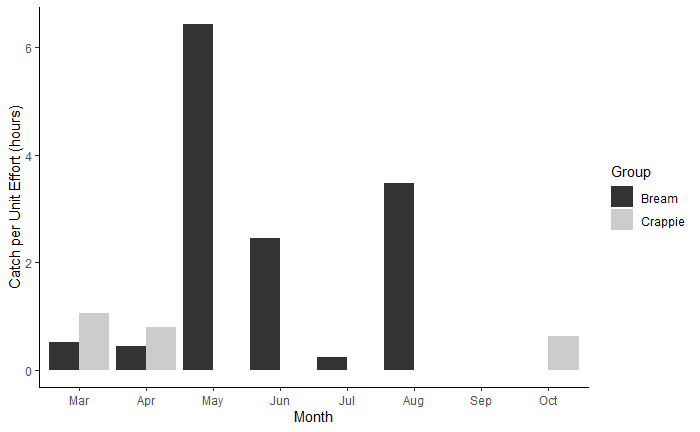 Catch per Unit Effort (hours)
6
4
2
0
Mar Apr May Jun Jul Aug Sep Oct
Month
Group
Bream
Crappie